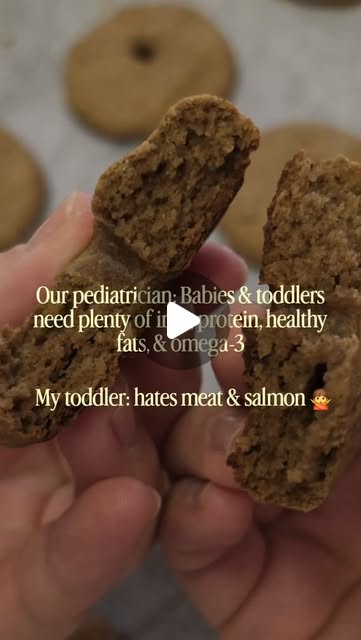 Our pediatrician: Babies & toddlers
need plenty of protein, healthy
fats, & omega-3
My toddler: hates meat & salmon 🙅